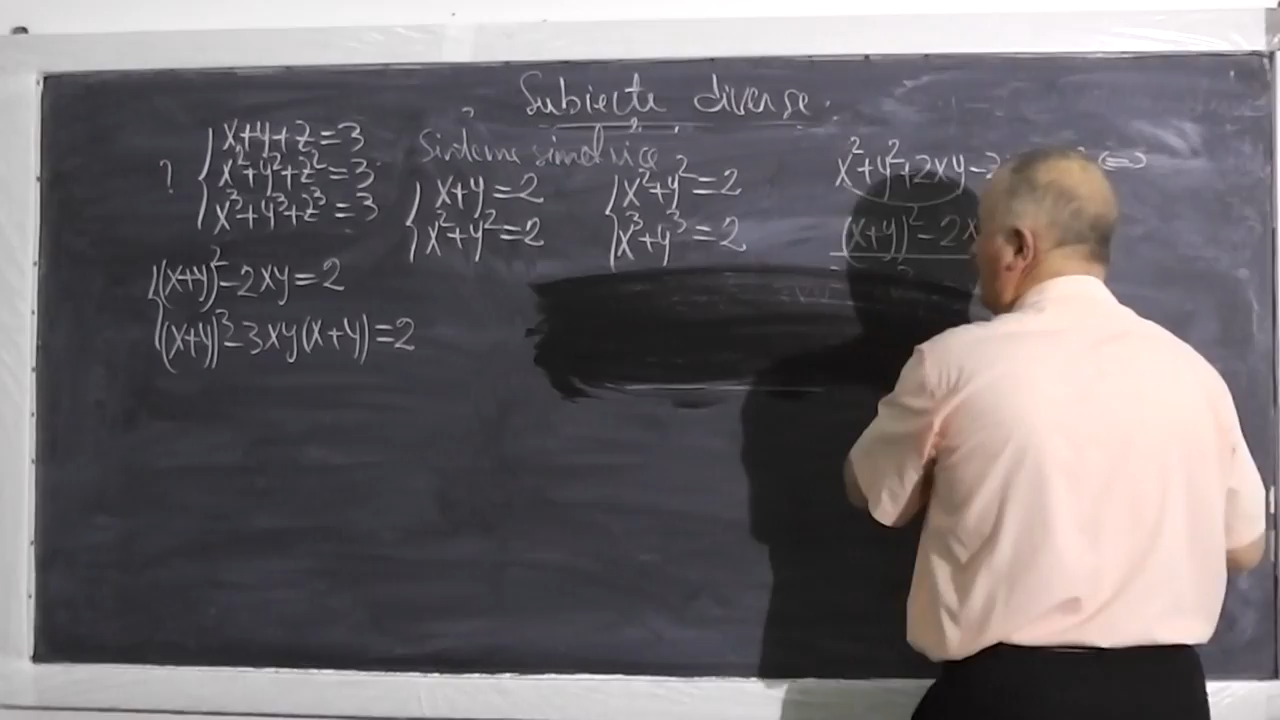 Subiecte diverse.
Sisteme simetrice
? { x+y+z=3
x²+y²+z²=3
x³+y³+z³=3
{ x+y=2
x²+y²=2
{ x²+y²=2
x³+y³=2
{ (x+y)²-2xy=2
(x+y)³-3xy(x+y)=2
x²+y²+2xy-2
(x+y)²-2x